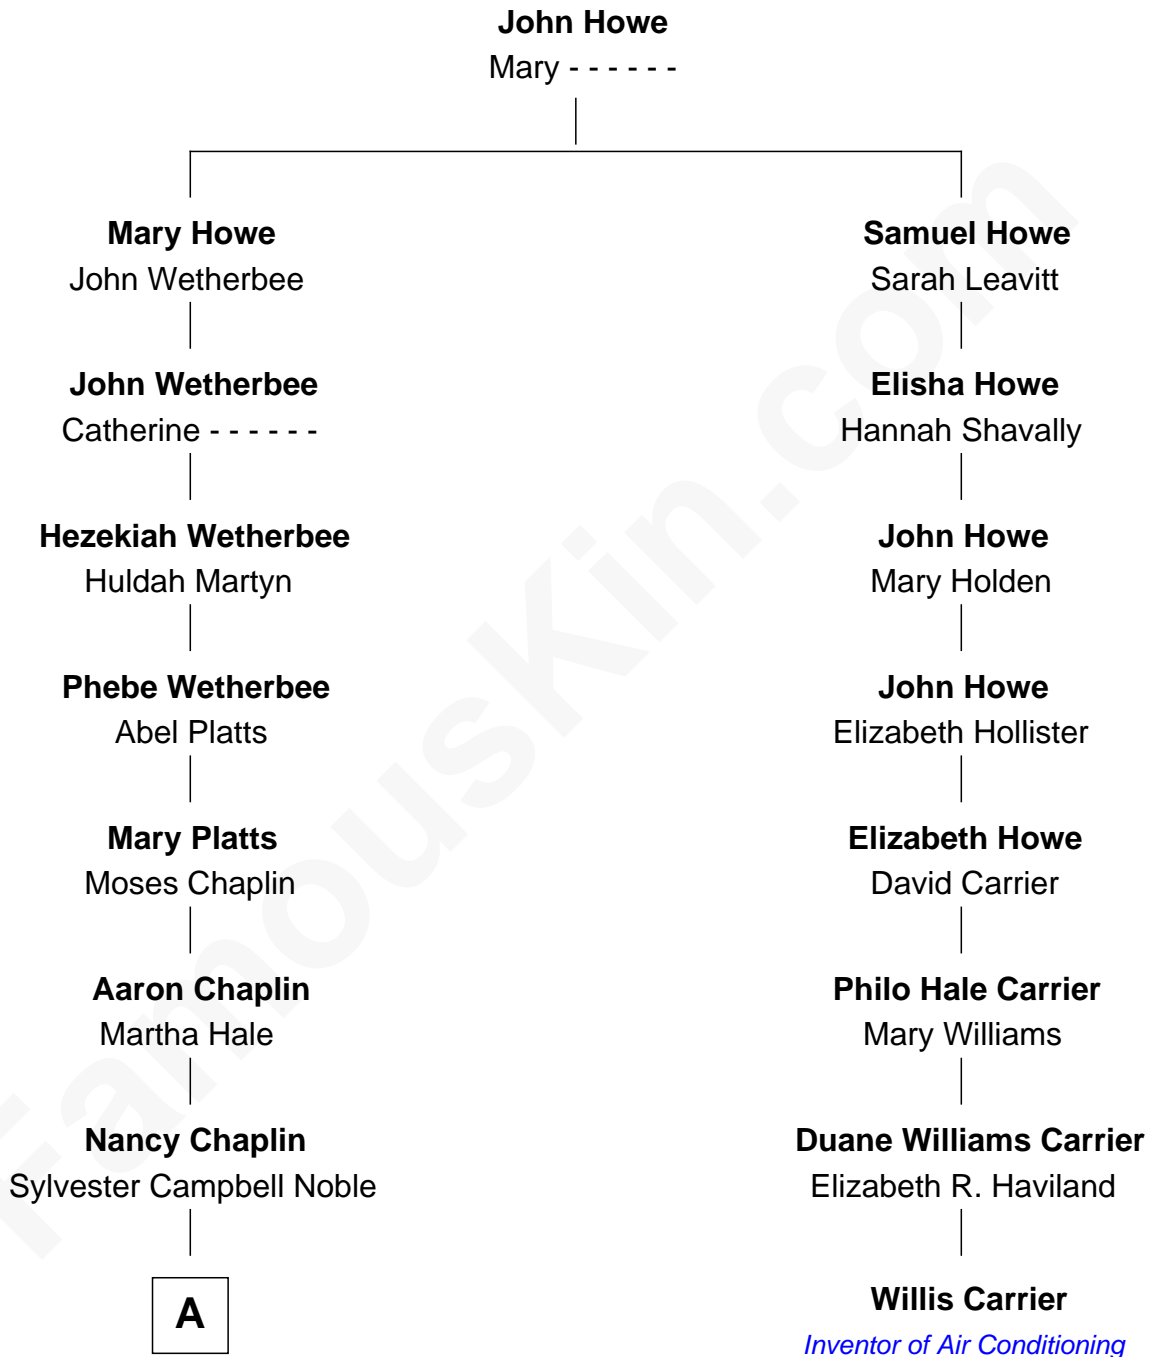 John Howe
Mary - - - - - -
Mary Howe
John Wetherbee
Samuel Howe
Sarah Leavitt
John Wetherbee
Catherine - - - - - -
Elisha Howe
Hannah Shavally
Hezekiah Wetherbee
Huldah Martyn
John Howe
Mary Holden
Phebe Wetherbee
Abel Platts
John Howe
Elizabeth Hollister
Mary Platts
Moses Chaplin
Elizabeth Howe
David Carrier
Aaron Chaplin
Martha Hale
Philo Hale Carrier
Mary Williams
Nancy Chaplin
Sylvester Campbell Noble
Duane Williams Carrier
Elizabeth R. Haviland
A
Willis Carrier
Inventor of Air Conditioning
FamousKin.com